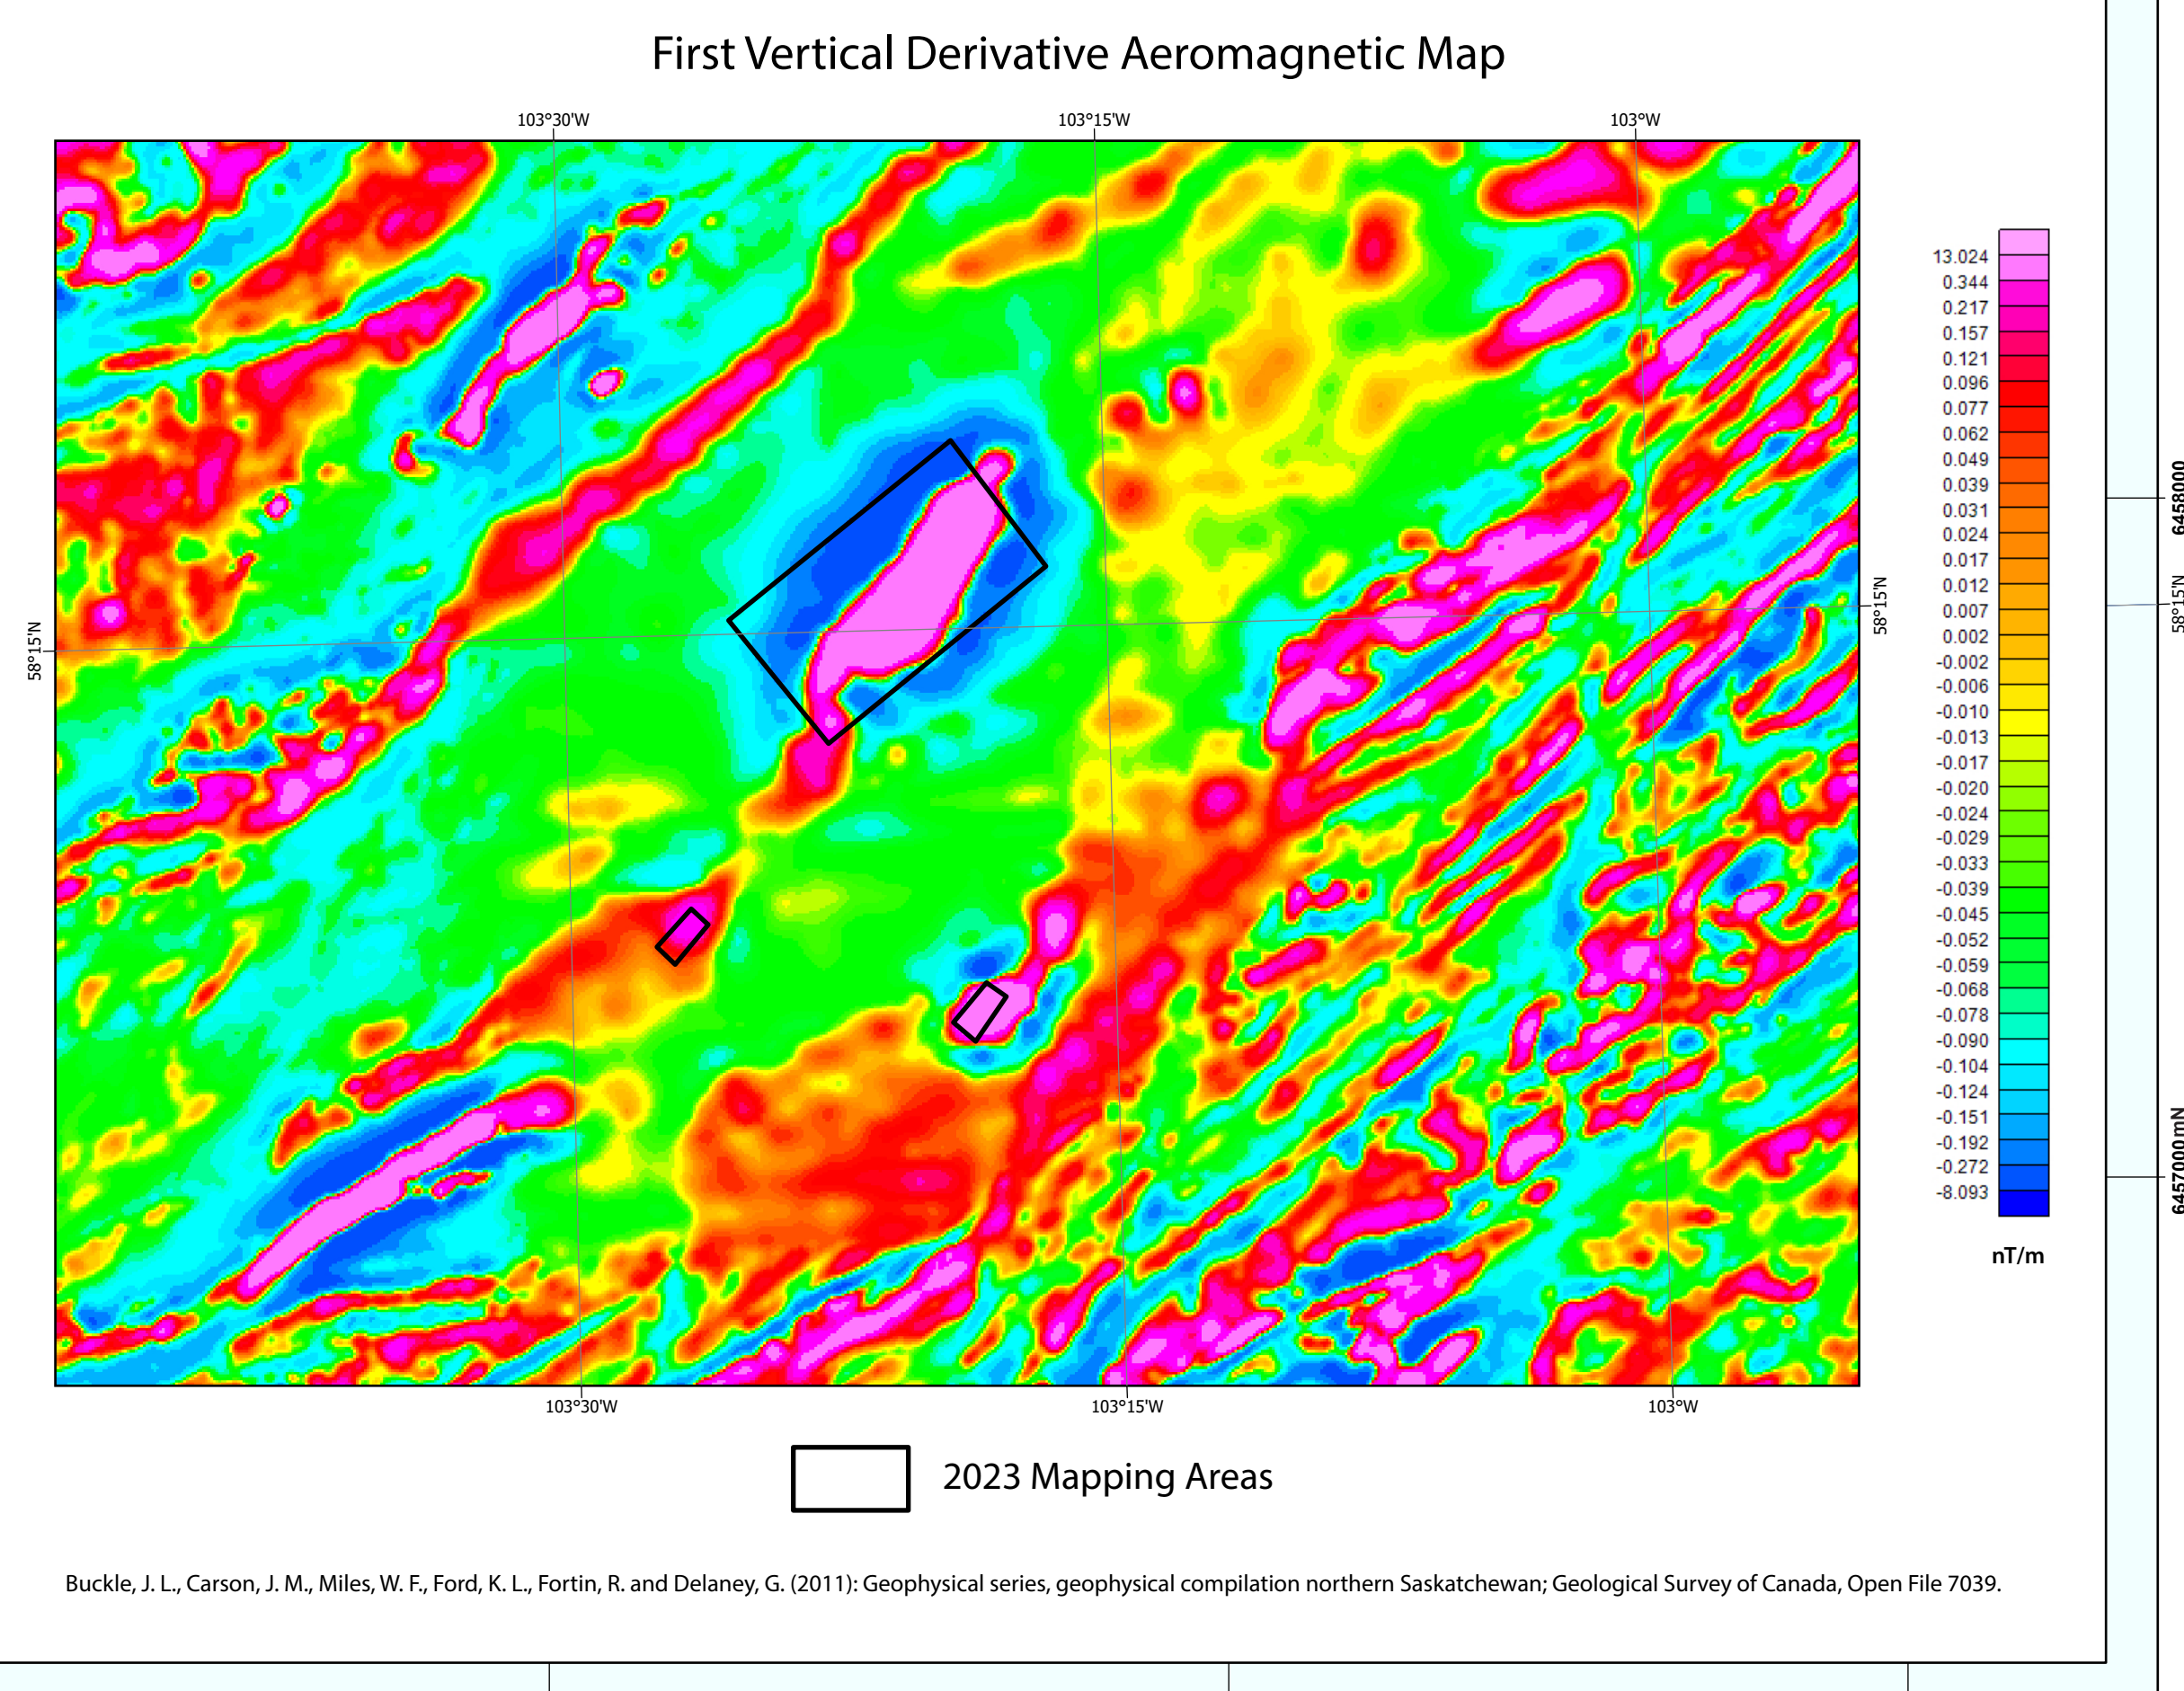 First Vertical Derivative Aeromagnetic Map
103°30'W
103°15'W
103°W
58°15'N
58°15'N
58°15'N
6458000
6457000mN
13.024
0.344
0.217
0.157
0.121
0.096
0.077
0.062
0.049
0.039
0.031
0.024
0.017
0.012
0.007
0.002
-0.002
-0.006
-0.010
-0.013
-0.017
-0.020
-0.024
-0.029
-0.033
-0.039
-0.045
-0.052
-0.059
-0.068
-0.078
-0.090
-0.104
-0.124
-0.151
-0.192
-0.272
-8.093
nT/m
103°30'W
103°15'W
103°W
2023 Mapping Areas
Buckle, J. L., Carson, J. M., Miles, W. F., Ford, K. L., Fortin, R. and Delaney, G. (2011): Geophysical series, geophysical compilation northern Saskatchewan; Geological Survey of Canada, Open File 7039.